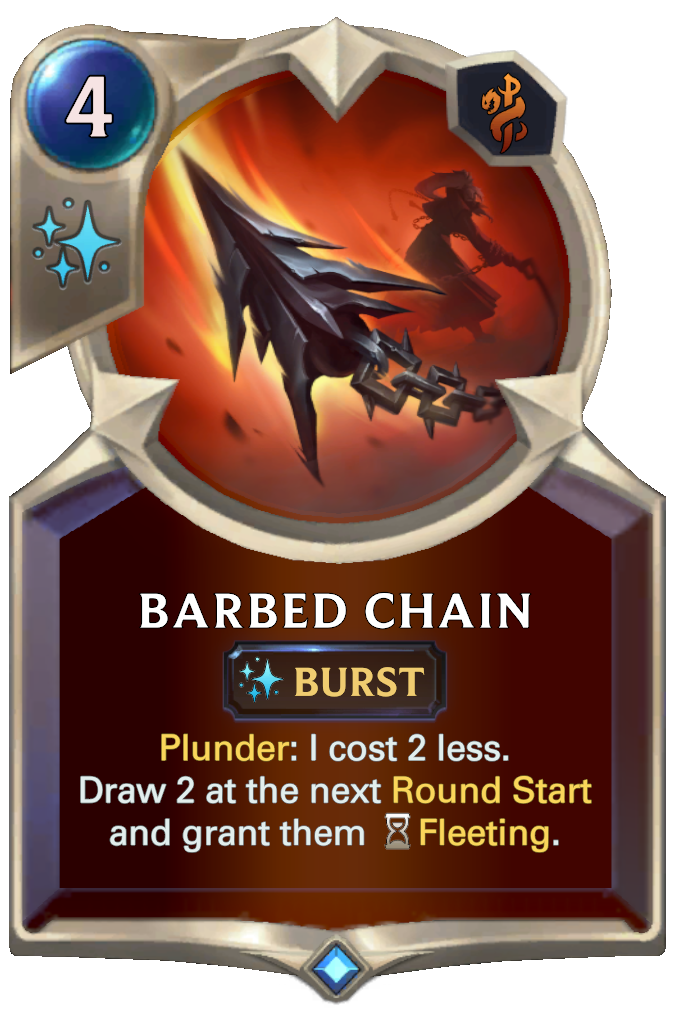 4
BARBED CHAIN
BURST
Plunder: I cost 2 less.
Draw 2 at the next Round Start
and grant them Fleeting.